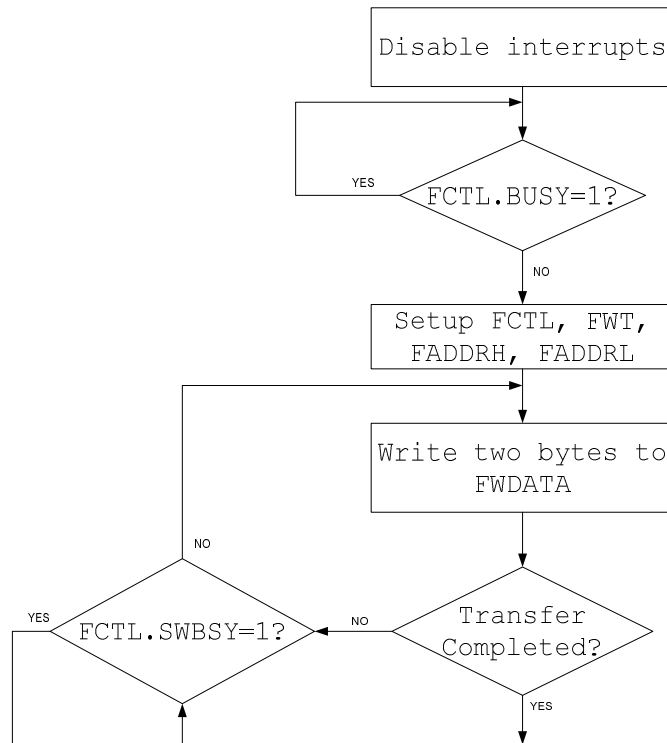 Disable interrupts
YES
FCTL.BUSY=1?
NO
Setup FCTL, FWT,
FADDRH, FADDRL
Write two bytes to
FWDATA
NO
YES
FCTL.SWBSY=1?
NO
Transfer
Completed?
YES